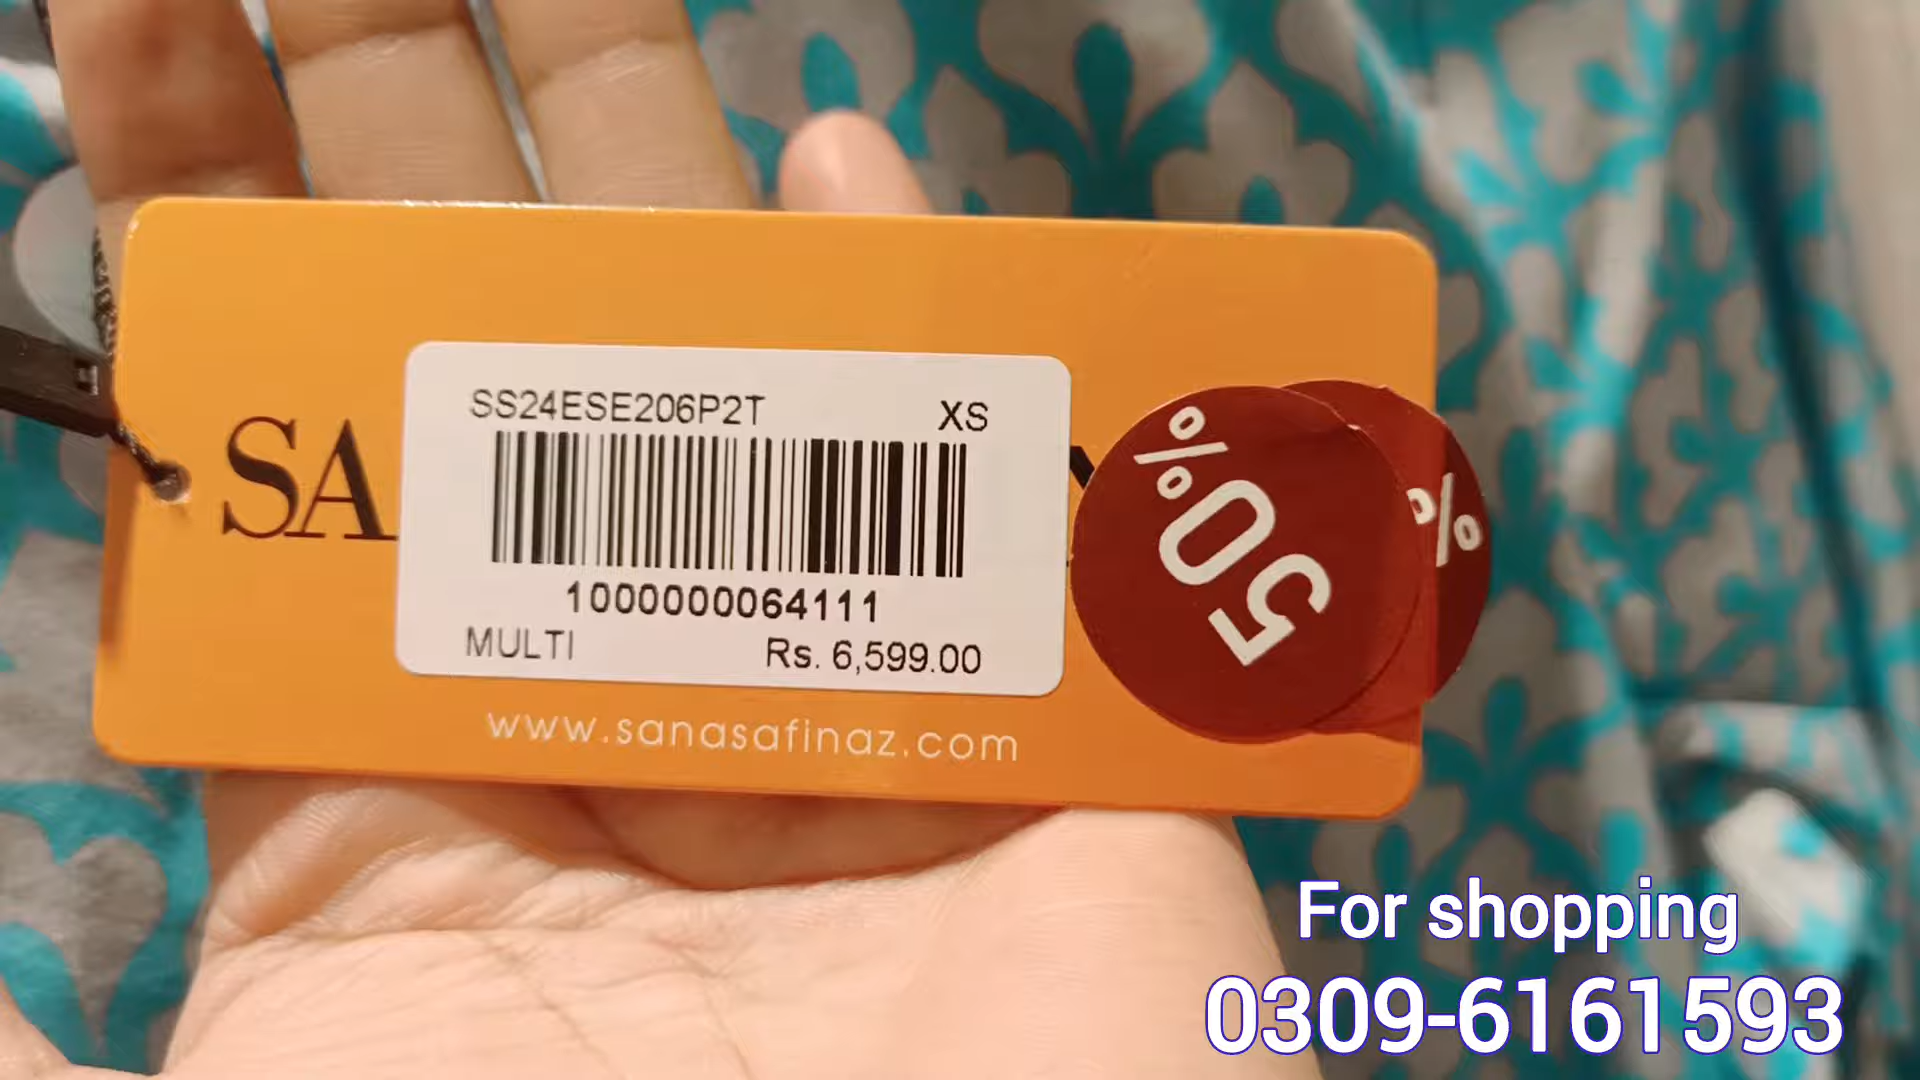 SA
SS24ESE206P2T XS
1000000064111
MULTI Rs. 6,599.00
www.sanasafinaz.com
50%
%
For shopping
0309-6161593